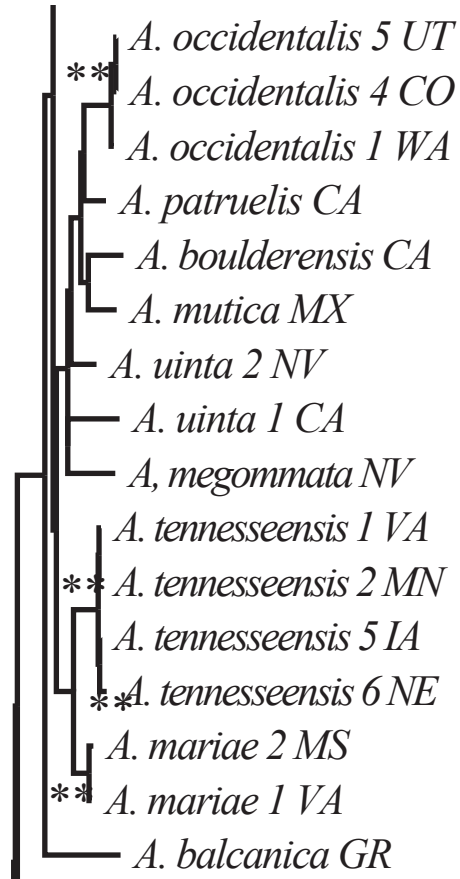 A. occidentalis 5 UT
**
A. occidentalis 4 CO
A. occidentalis 1 WA
A. patruelis CA
A. boulderensis CA
A. mutica MX
A. uinta 2 NV
A. uinta 1 CA
A, megommata NV
A. tennesseensis 1 VA
** A. tennesseensis 2 MN
A. tennesseensis 5 IA
** A. tennesseensis 6 NE
A. mariae 2 MS
** A. mariae 1 VA
A. balcanica GR